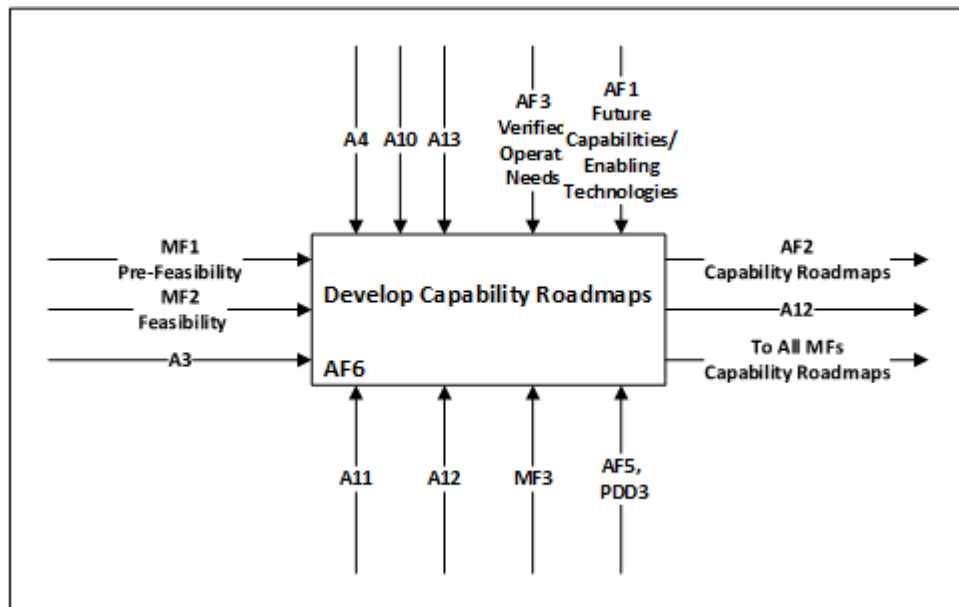 A4
A10
A13
AF3
Verified
Operat
Needs
AF1
Future
Capabilities/
Enabling
Technologies
MF1
Pre-Feasibility
MF2
Feasibility
A3
Develop Capability Roadmaps
AF6
AF2
Capability Roadmaps
A12
To All MFs
Capability Roadmaps
A11
A12
MF3
AF5,
PDD3